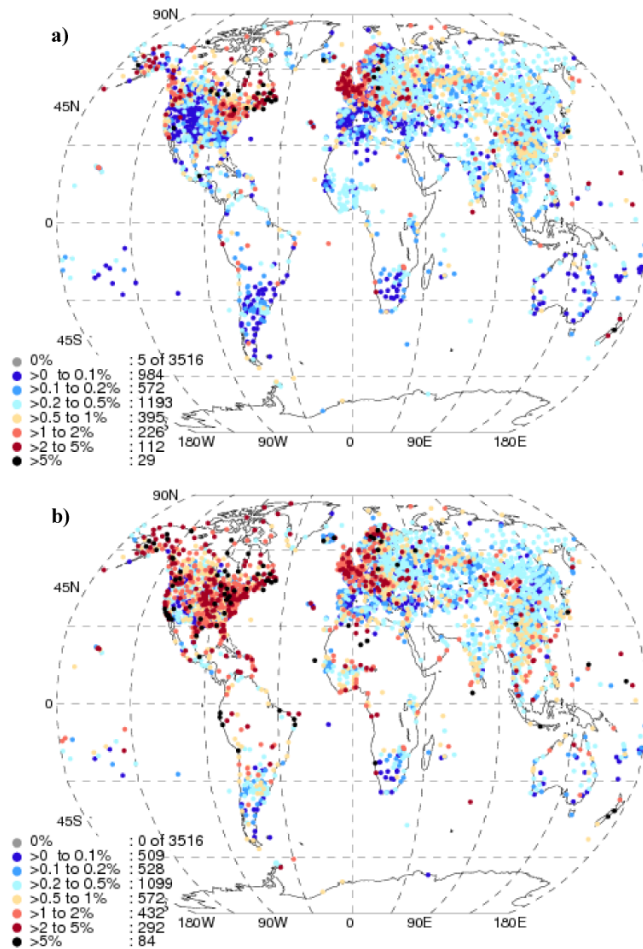 90N
a)
45N
0
45S
0% : 5 of 3516
>0 to 0.1% : 984
>0.1 to 0.2% : 572
>0.2 to 0.5% : 1193
>0.5 to 1% : 395
>1 to 2% : 226
>2 to 5% : 112
>5% : 29
180W 90W 0 90E 180E
90N
b)
45N
0
45S
0% : 0 of 3516
>0 to 0.1% : 509
>0.1 to 0.2% : 528
>0.2 to 0.5% : 1099
>0.5 to 1% : 572
>1 to 2% : 432
>2 to 5% : 292
>5% : 84
180W 90W 0 90E 180E